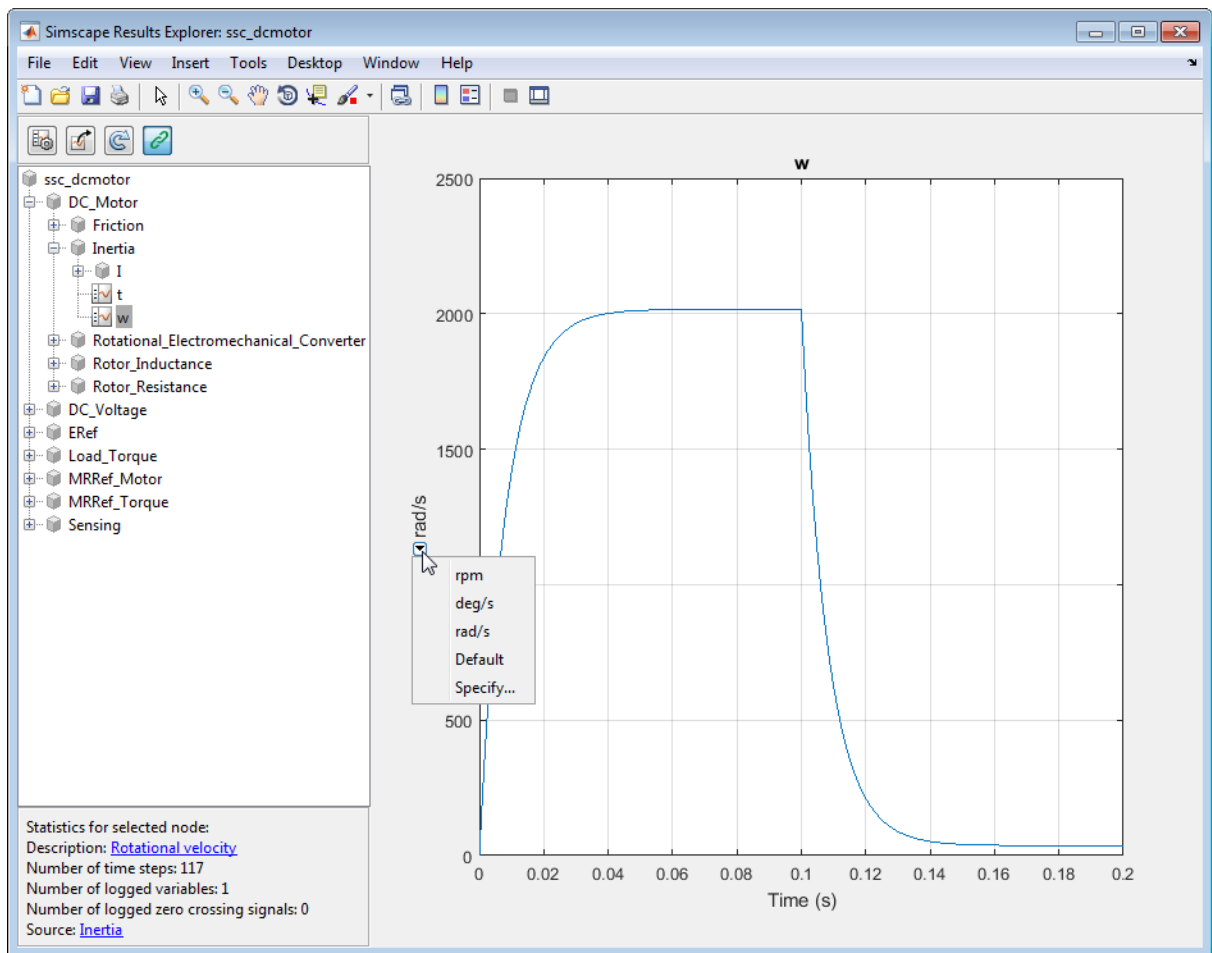 Simscape Results Explorer: ssc_dcmotor
File Edit View Insert Tools Desktop Window Help
ssc_dcmotor
DC_Motor
Friction
Inertia
I
t
w
Rotational_Electromechanical_Converter
Rotor_Inductance
Rotor_Resistance
DC_Voltage
ERef
Load_Torque
MRRef_Motor
MRRef_Torque
Sensing
Statistics for selected node:
Description: Rotational velocity
Number of time steps: 117
Number of logged variables: 1
Number of logged zero crossing signals: 0
Source: Inertia
w
2500
2000
1500
500
0
rad/s
rpm
deg/s
rad/s
Default
Specify...
0 0.02 0.04 0.06 0.08 0.1 0.12 0.14 0.16 0.18 0.2
Time (s)